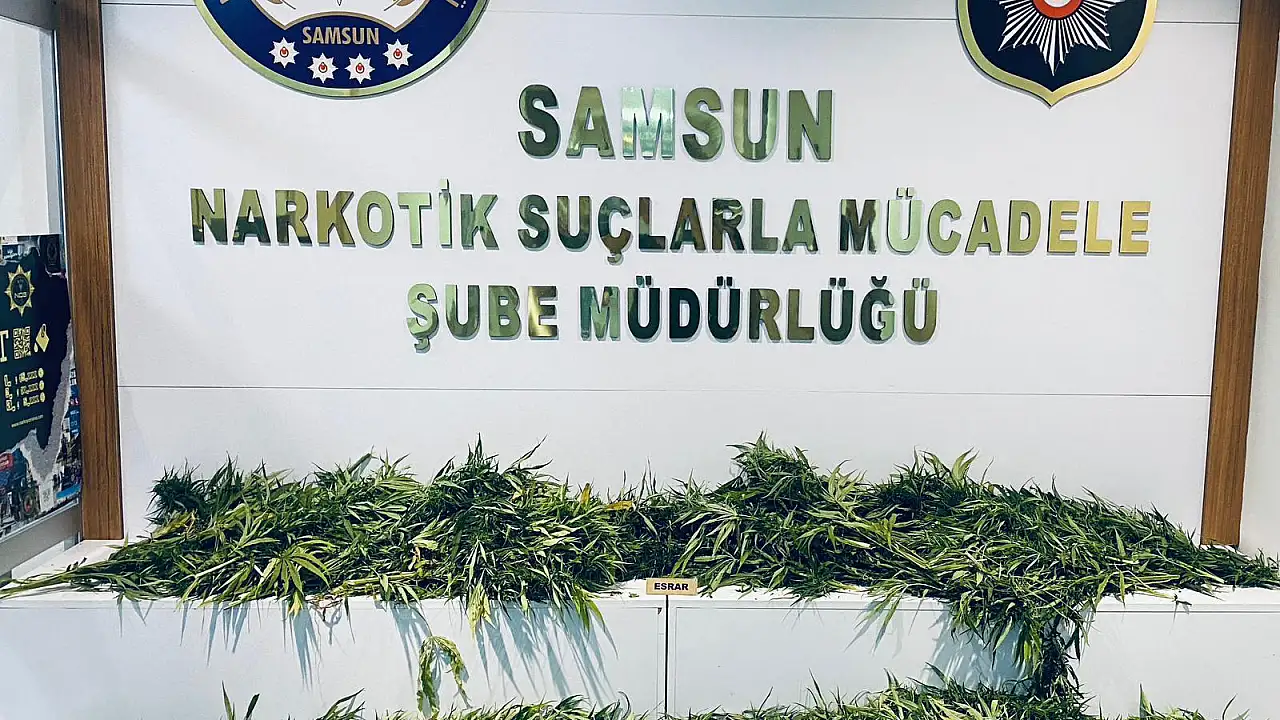 SAMSUN
SAMSUN
NARKOTİK SUÇLARLA MÜCADELE
ŞUBE MÜDÜRLÜĞÜ
ESRAR